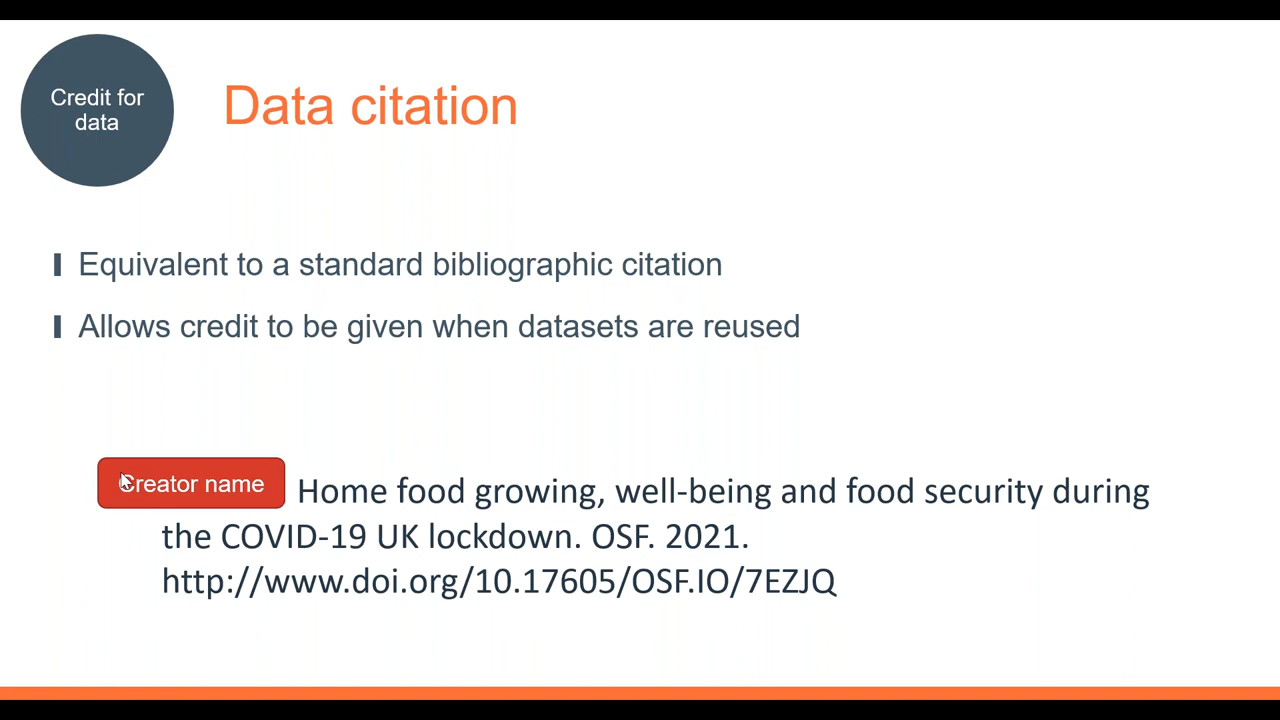 Credit for
data
Data citation
Equivalent to a standard bibliographic citation
Allows credit to be given when datasets are reused
Creator name
Home food growing, well-being and food security during
the COVID-19 UK lockdown. OSF. 2021.
http://www.doi.org/10.17605/OSF.IO/7EZJQ